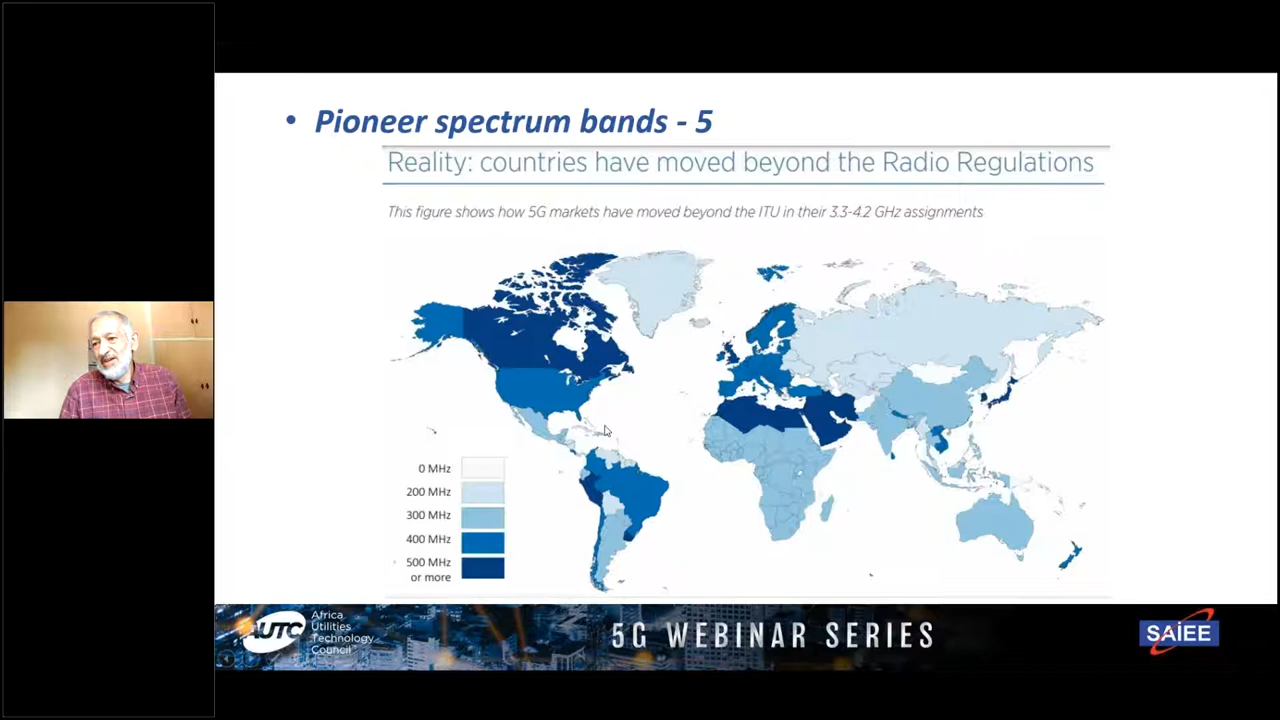 • Pioneer spectrum bands - 5
Reality: countries have moved beyond the Radio Regulations
This figure shows how 5G markets have moved beyond the ITU in their 3.3-4.2 GHz assignments
0 MHz
200 MHz
300 MHz
400 MHz
500 MHz
or more
AUTC
Africa
Utilities
Technology
Council
5G WEBINAR SERIES
SAIEE